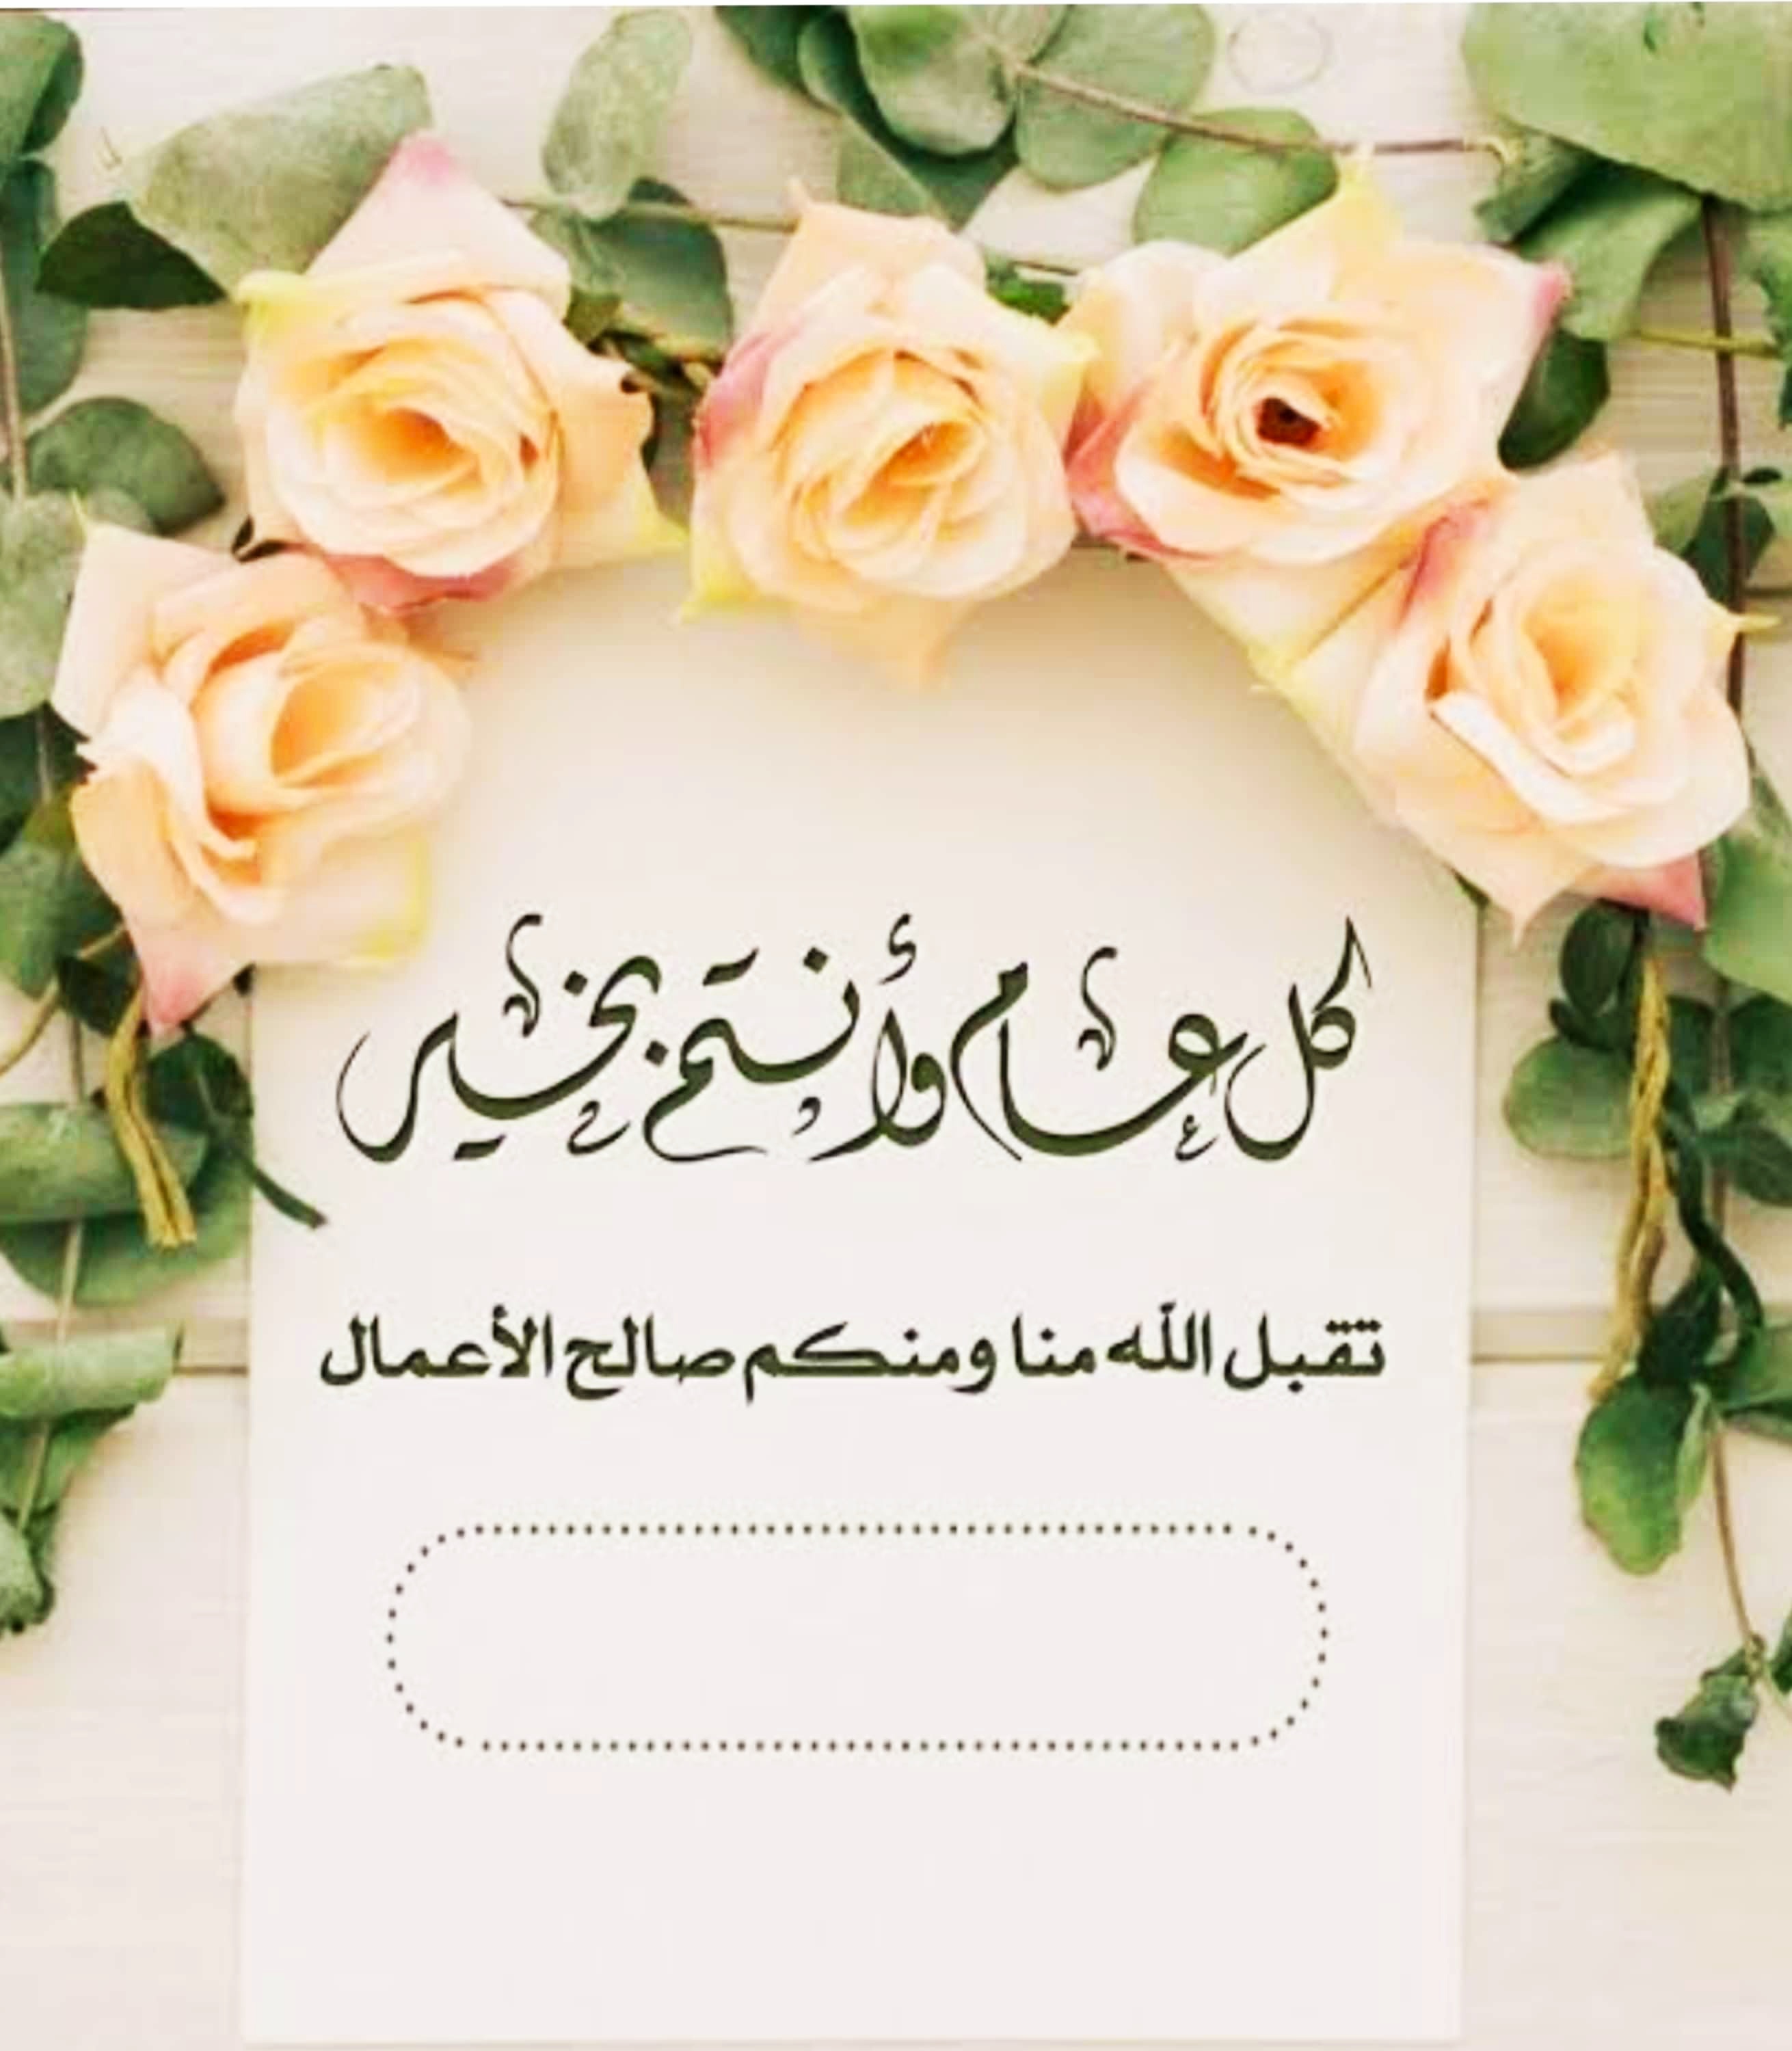 كل عام وأنتم بخير
تقبل الله منا ومنكم صالح الأعمال